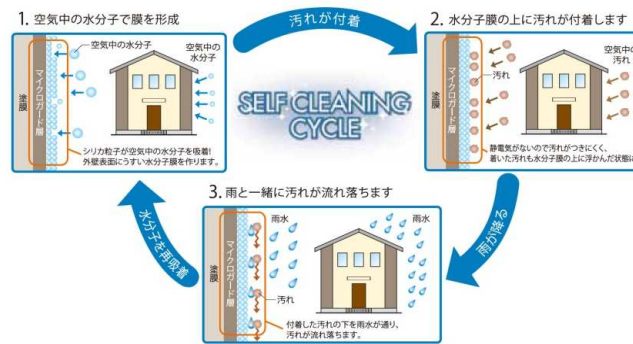 1. 空気中の水分子で膜を形成
空気中の水分子
空気中の
水分子
塗膜
マイクロガード層
シリカ粒子が空気中の水分子を吸着!
外壁表面にうすい水分子膜を作ります。
汚れが付着
2. 水分子膜の上に汚れが付着します
空気中の
汚れ
汚れ
塗膜
マイクロガード層
静電気がないので汚れがつきにくく、
着いた汚れも水分子膜の上に浮かんだ状態に
SELF CLEANING
CYCLE
雨が降る
3. 雨と一緒に汚れが流れ落ちます
雨水
雨水
塗膜
マイクロガード層
汚れ
付着した汚れの下を雨水が通り、
汚れが流れ落ちます。
水分子を再吸着